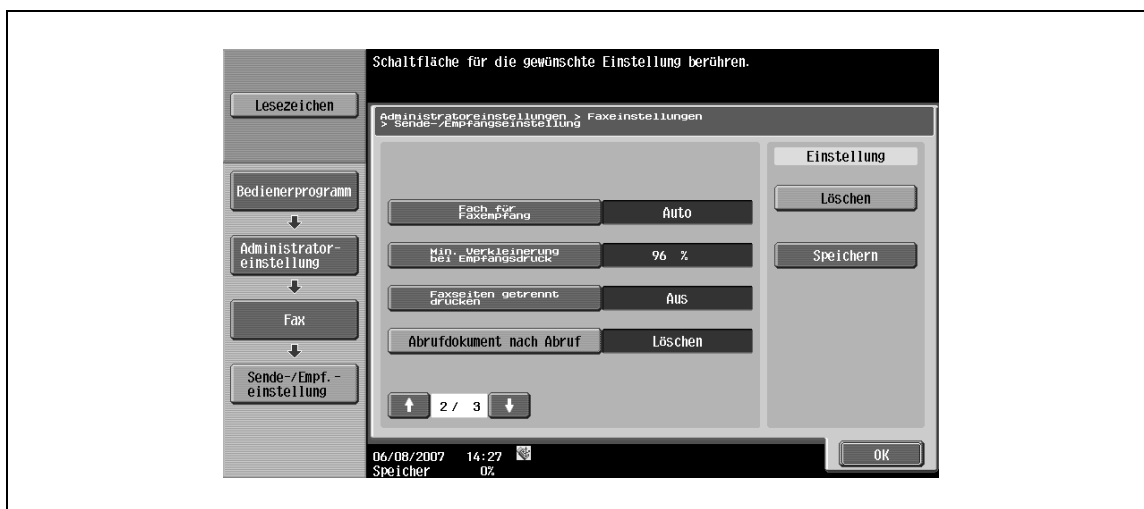 Schaltfläche für die gewünschte Einstellung berühren.
Lesezeichen
Administratoreinstellungen > Faxeinstellungen
> Sende-/Empfangseinstellung
Bedienerprogramm
Administrator-
einstellung
Fax
Sende-/Empf.-
einstellung
Fach für
Faxempfang
Auto
Min. Verkleinerung
bei Empfangsdruck
96 %
Faxseiten getrennt
drucken
Aus
Abrufdokument nach Abruf
Löschen
2/ 3
Einstellung
Löschen
Speichern
06/08/2007 14:27
Speicher 0%
OK